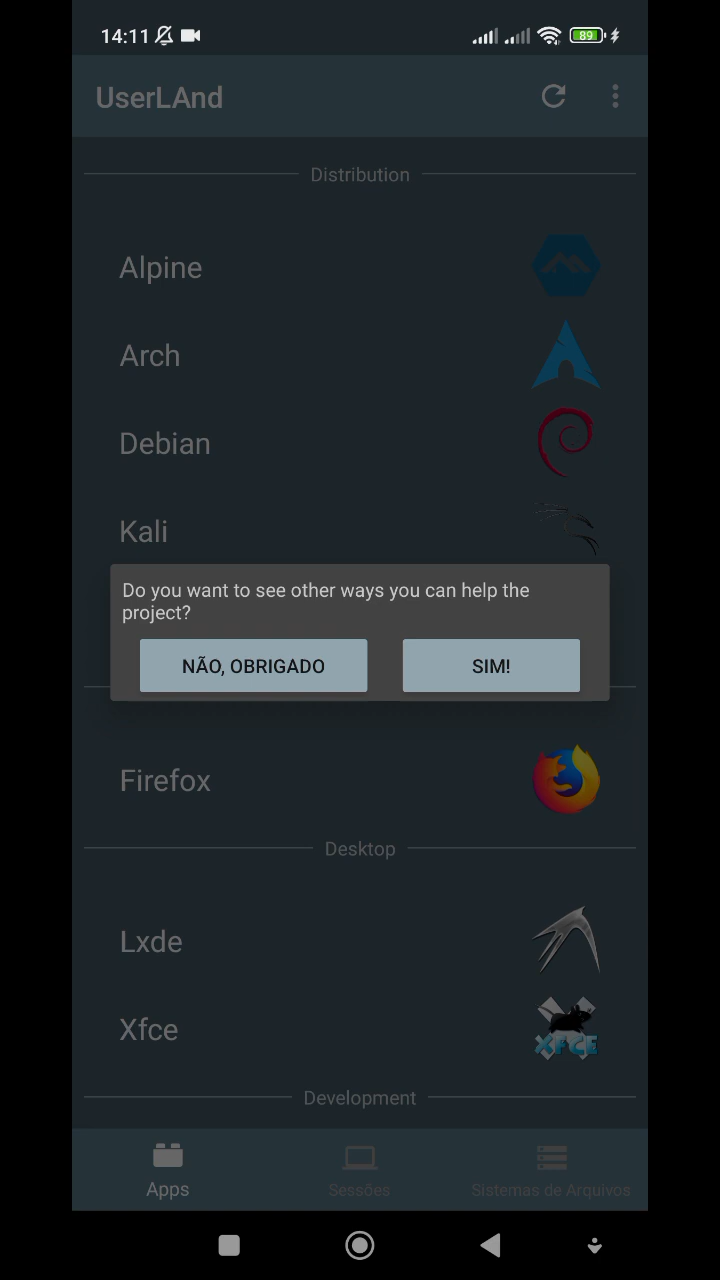 14:11
89
UserLAnd
Distribution
Alpine
Arch
Debian
Kali
Do you want to see other ways you can help the
project?
NÃO, OBRIGADO
SIM!
Firefox
Desktop
Lxde
Xfce
XFCE
Development
Apps
Sessões
Sistemas de Arquivos